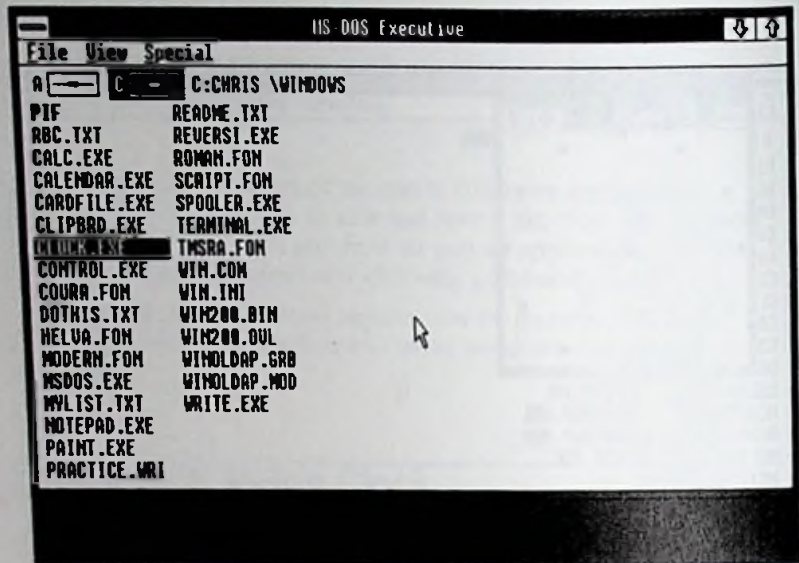 MS-DOS Executive
File View Special
A C C:CHRIS \WINDOWS
PIF README.TXT
ABC.TXT REVERSI.EXE
CALC.EXE ROMAN.FON
CALENDAR.EXE SCRIPT.FON
CARDFILE.EXE SPOOLER.EXE
CLIPBRD.EXE TERMINAL.EXE
CLOCK.EXE TMSRA.FON
CONTROL.EXE WIN.COM
COURA.FON WIN.INI
DOTHIS.TXT WIN200.BIN
HELVA.FON WIN200.OVL
MODERN.FON WINOLDAP.GRB
MSDOS.EXE WINOLDAP.MOD
MYLIST.TXT WRITE.EXE
NOTEPAD.EXE
PAINT.EXE
PRACTICE.WRI